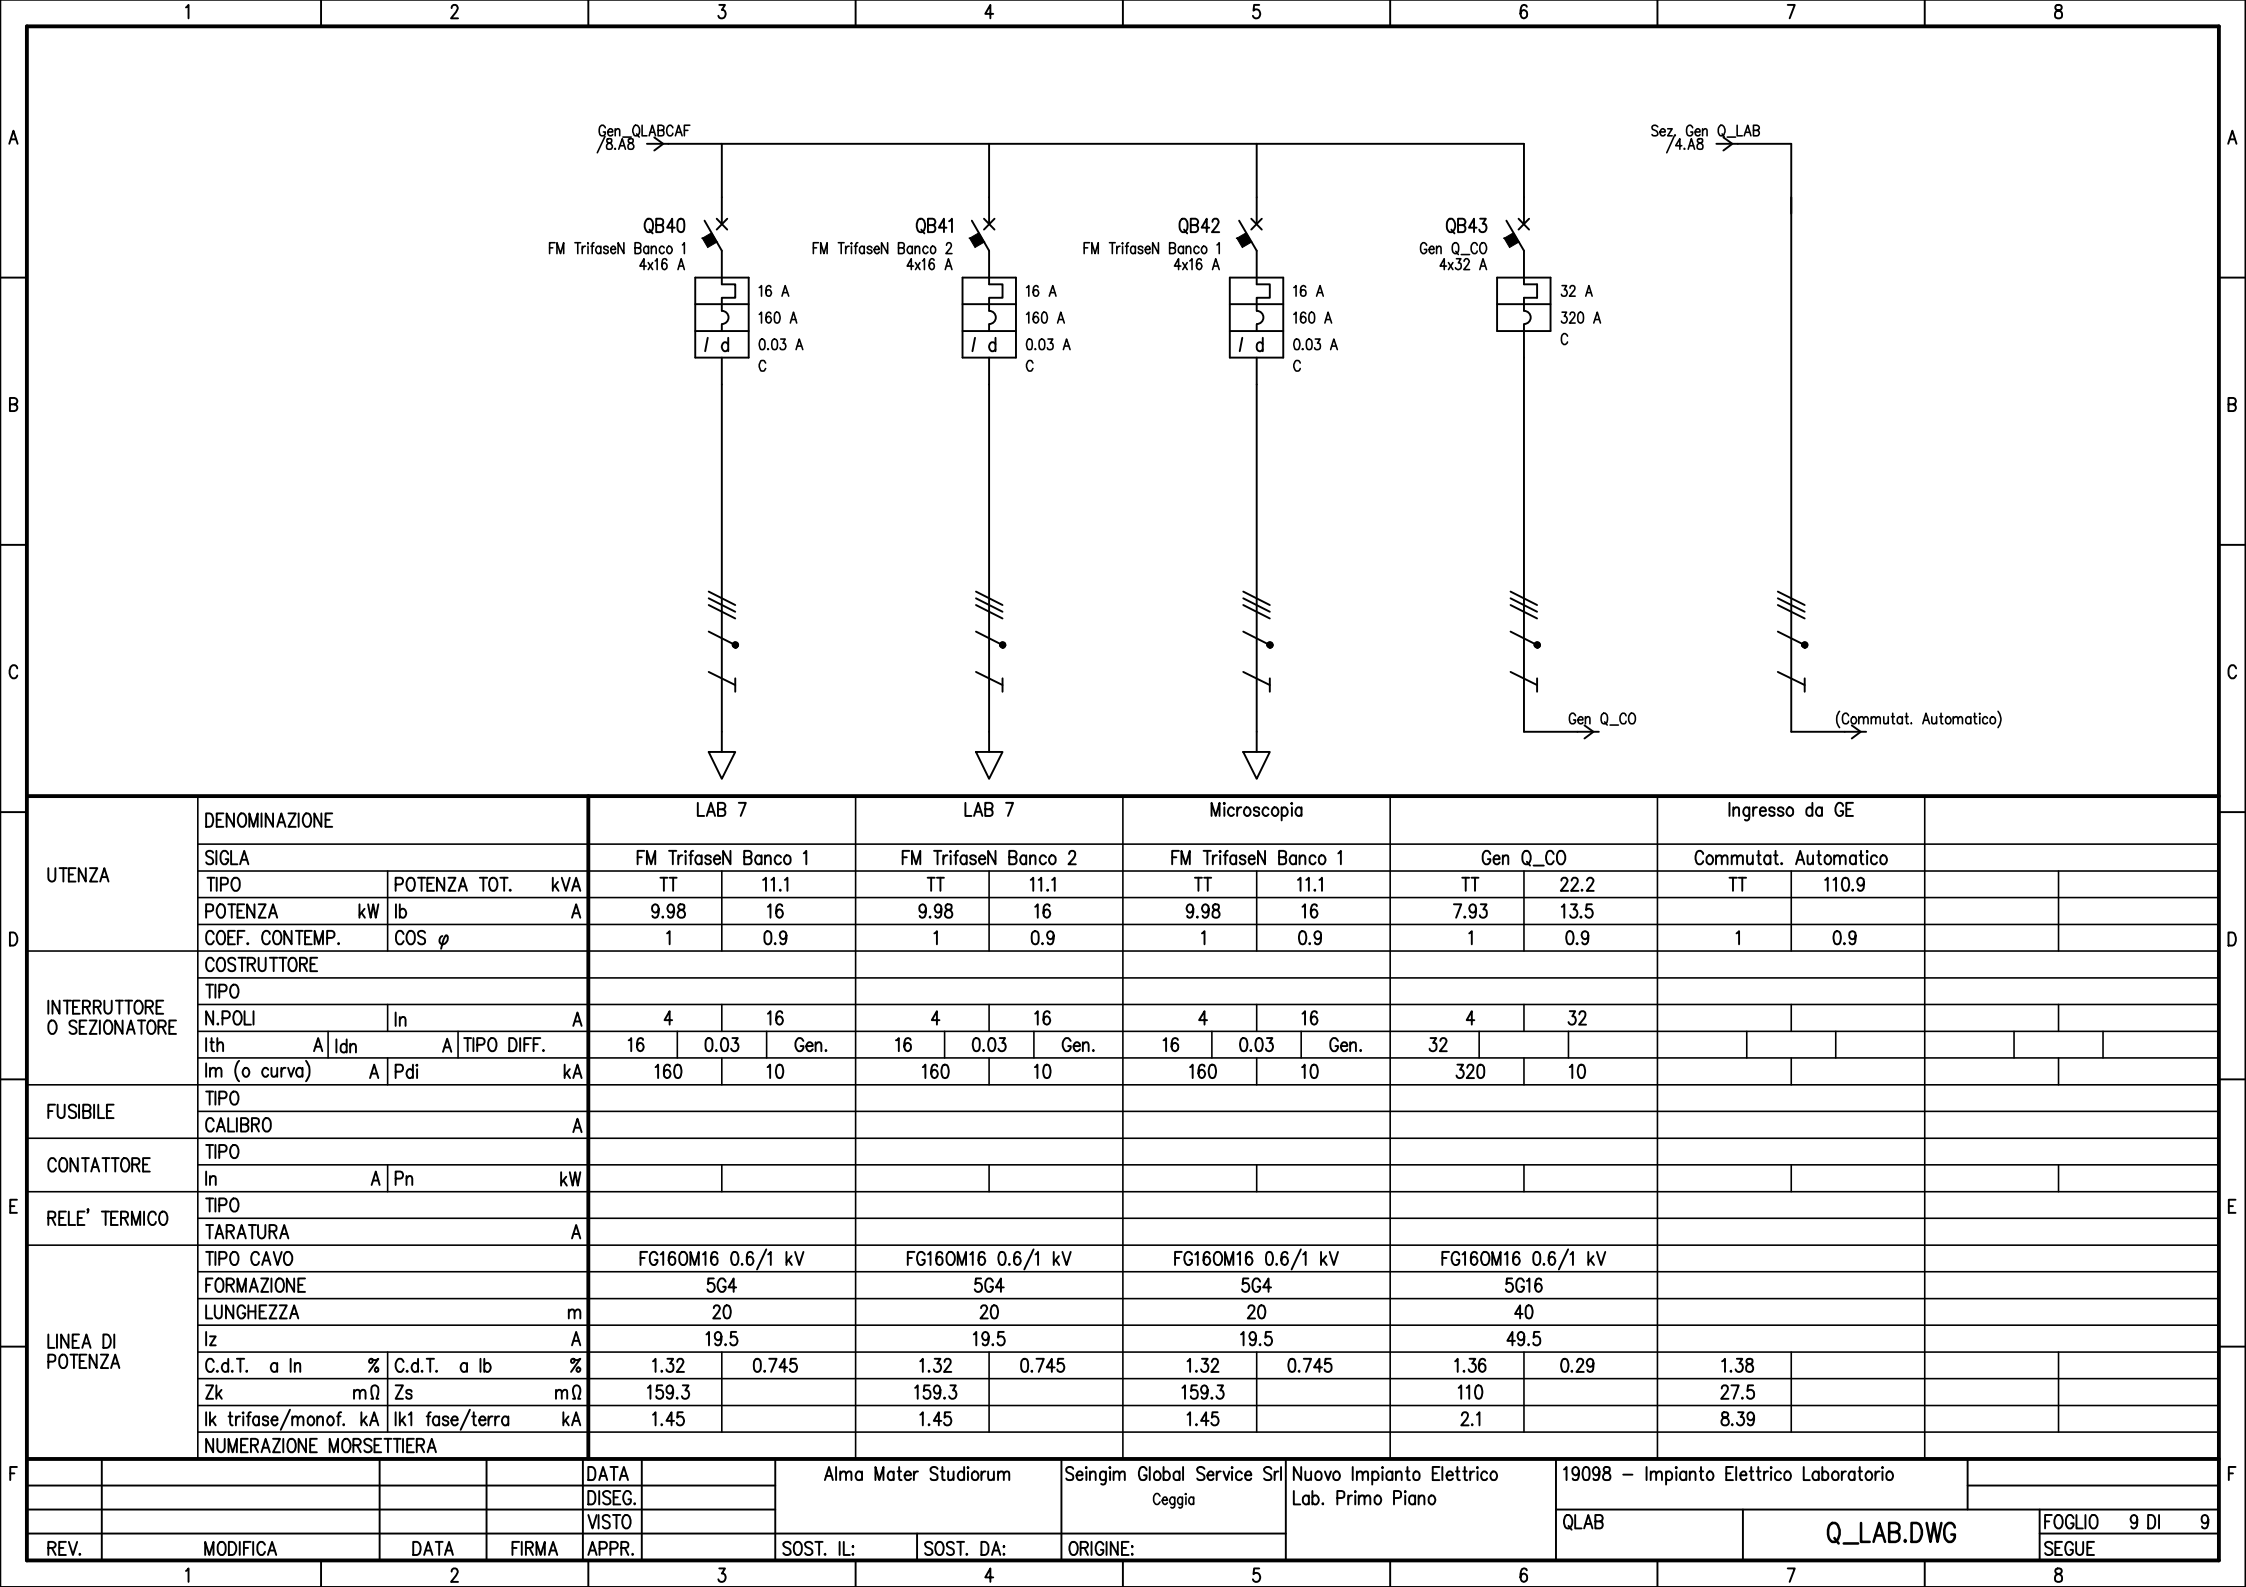 1 2 3 4 5 6 7 8
A A
Gen_QLABCAF
/8.A8
Sez. Gen Q_LAB
/4.A8
QB40
FM TrifaseN Banco 1
4x16 A
16 A
160 A
I d 0.03 A
C
QB41
FM TrifaseN Banco 2
4x16 A
16 A
160 A
I d 0.03 A
C
QB42
FM TrifaseN Banco 1
4x16 A
16 A
160 A
I d 0.03 A
C
QB43
Gen Q_CO
4x32 A
32 A
320 A
C
B B
C C
Gen Q_CO
(Commutat. Automatico)
UTENZA
DENOMINAZIONE LAB 7 LAB 7 Microscopia Ingresso da GE
SIGLA FM TrifaseN Banco 1 FM TrifaseN Banco 2 FM TrifaseN Banco 1 Gen Q_CO Commutat. Automatico
TIPO POTENZA TOT. kVA TT 11.1 TT 11.1 TT 11.1 TT 22.2 TT 110.9
POTENZA kW Ib A 9.98 16 9.98 16 9.98 16 7.93 13.5
D COEF. CONTEMP. COS φ 1 0.9 1 0.9 1 0.9 1 0.9 1 0.9 D
INTERRUTTORE
O SEZIONATORE
COSTRUTTORE
TIPO
N.POLI In A 4 16 4 16 4 16 4 32
Ith A Idn A TIPO DIFF. 16 0.03 Gen. 16 0.03 Gen. 16 0.03 Gen. 32
Im (o curva) A Pdi kA 160 10 160 10 160 10 320 10
FUSIBILE
TIPO
CALIBRO A
CONTATTORE
TIPO
In A Pn kW
E E
RELE' TERMICO
TIPO
TARATURA A
LINEA DI
POTENZA
TIPO CAVO FG16OM16 0.6/1 kV FG16OM16 0.6/1 kV FG16OM16 0.6/1 kV FG16OM16 0.6/1 kV
FORMAZIONE 5G4 5G4 5G4 5G16
LUNGHEZZA m 20 20 20 40
Iz A 19.5 19.5 19.5 49.5
C.d.T. a In % C.d.T. a Ib % 1.32 0.745 1.32 0.745 1.32 0.745 1.36 0.29 1.38
Zk mΩ Zs mΩ 159.3 159.3 159.3 110 27.5
Ik trifase/monof. kA Ik1 fase/terra kA 1.45 1.45 1.45 2.1 8.39
NUMERAZIONE MORSETTIERA
F F
DATA
DISEG.
VISTO
REV. MODIFICA DATA FIRMA APPR.
Alma Mater Studiorum
SOST. IL: SOST. DA:
Seingim Global Service Srl
Ceggia
ORIGINE:
Nuovo Impianto Elettrico
Lab. Primo Piano
19098 - Impianto Elettrico Laboratorio
QLAB
Q_LAB.DWG
FOGLIO 9 DI 9
SEGUE
1 2 3 4 5 6 7 8